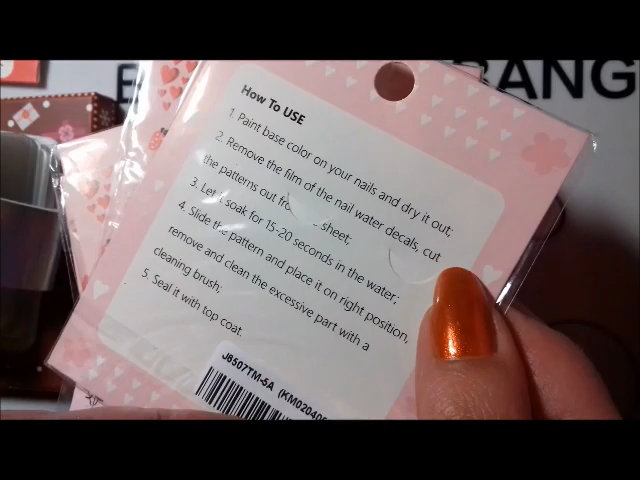 BANG
How To USE
1. Paint base color on your nails and dry it out;
2. Remove the film of the nail water decals, cut
the patterns out sheet;
3. Let it soak for 15-20 seconds in the water;
4. Slide the pattern and place it on right position,
remove and clean the excessive part with a
cleaning brush;
5. Seal it with top coat.
J8507TM-5A